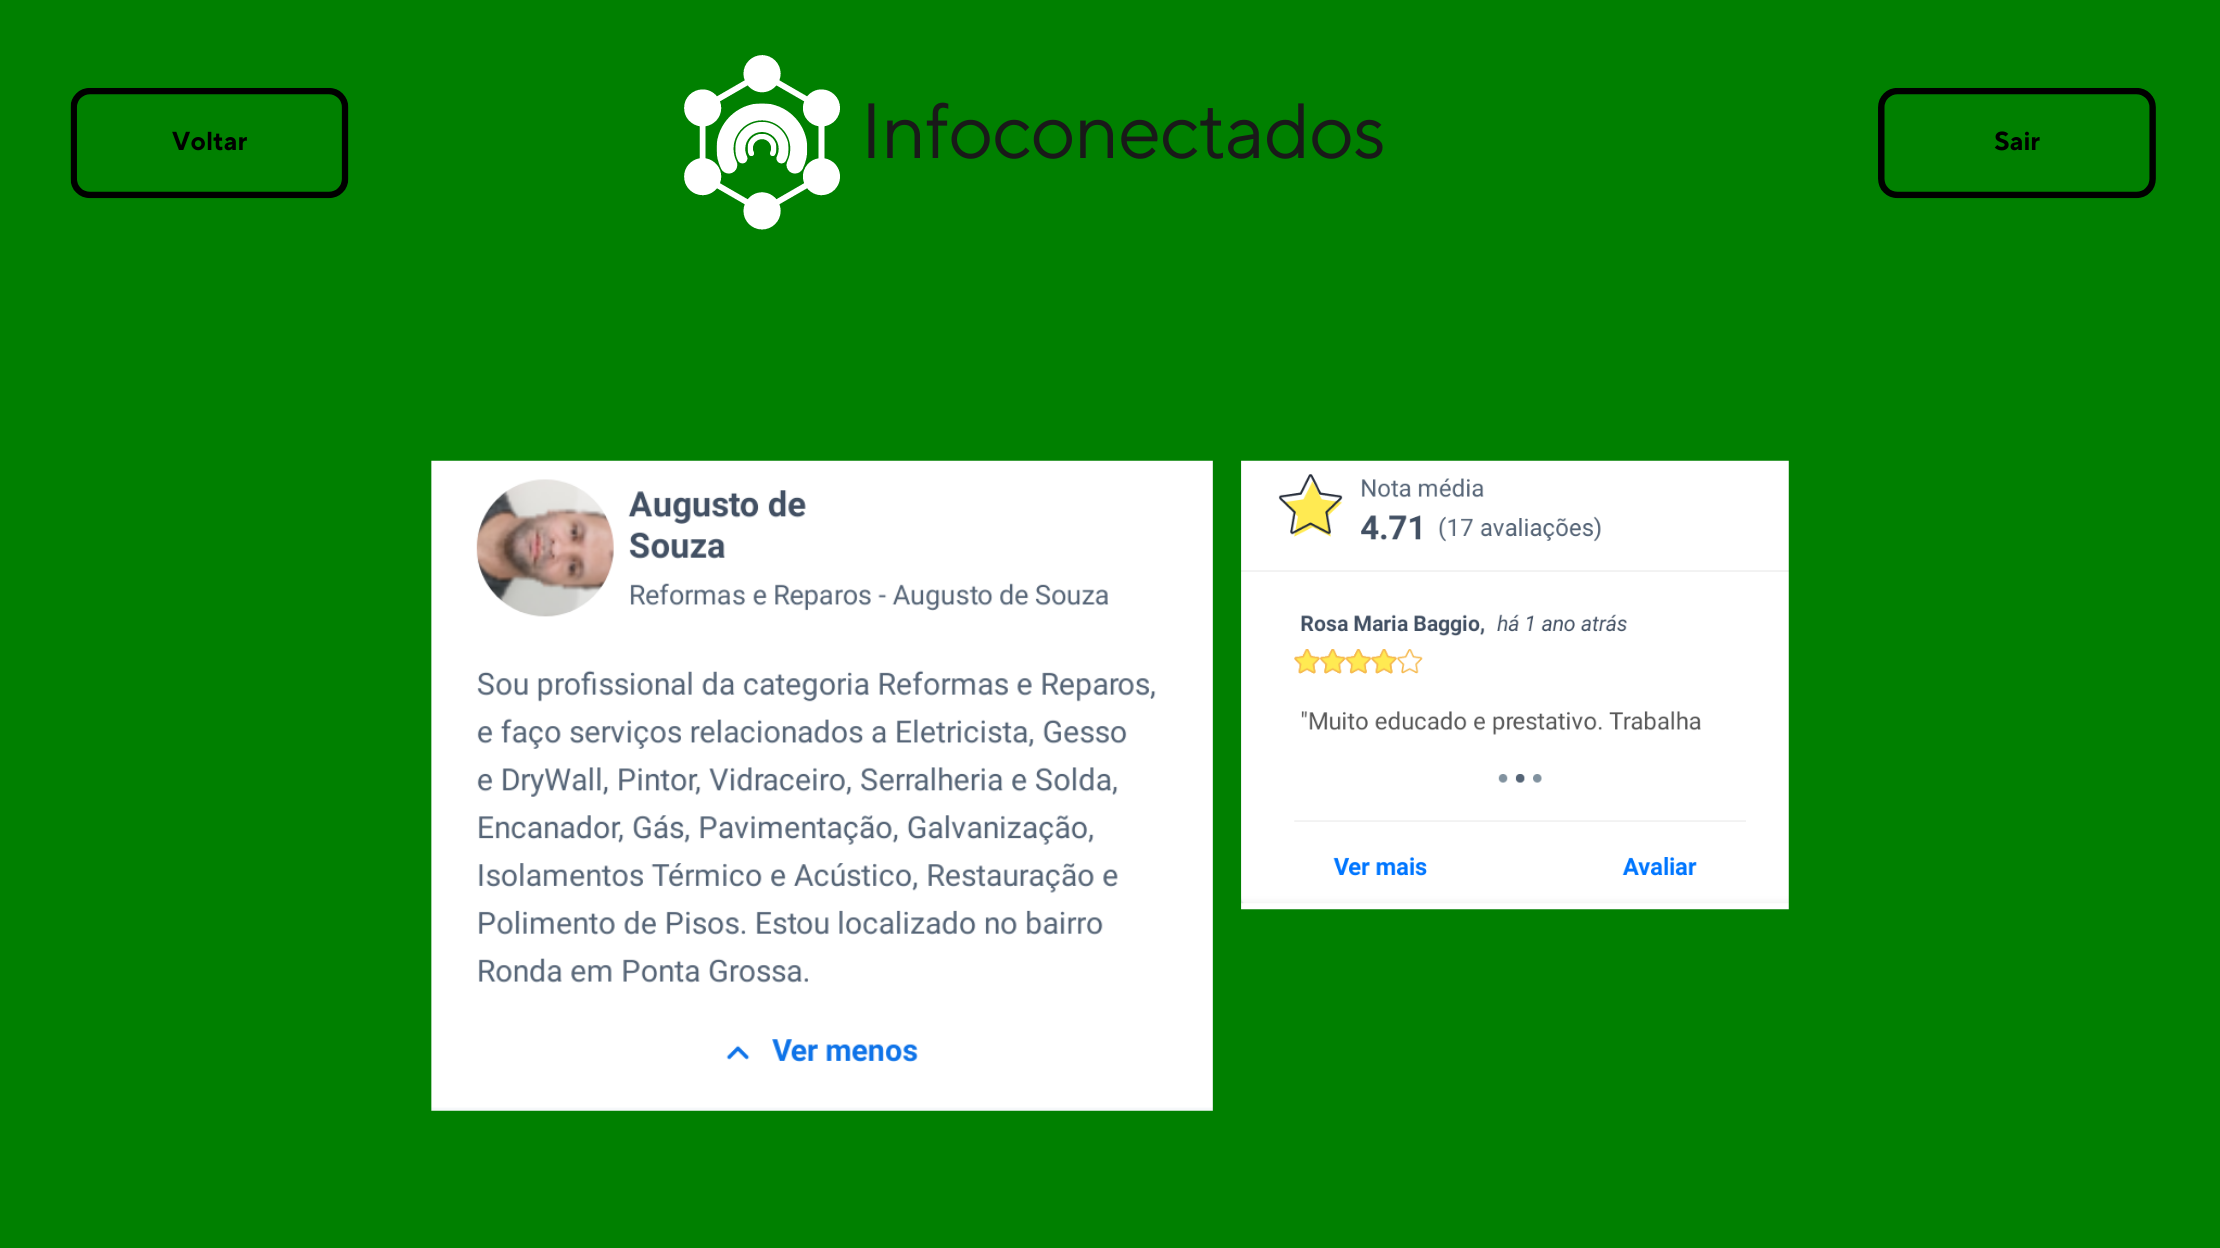 Voltar
Infoconectados
Sair
Augusto de
Souza
Reformas e Reparos - Augusto de Souza
Sou profissional da categoria Reformas e Reparos,
e faço serviços relacionados a Eletricista, Gesso
e DryWall, Pintor, Vidraceiro, Serralheria e Solda,
Encanador, Gás, Pavimentação, Galvanização,
Isolamentos Térmico e Acústico, Restauração e
Polimento de Pisos. Estou localizado no bairro
Ronda em Ponta Grossa.
Ver menos
Nota média
4.71 (17 avaliações)
Rosa Maria Baggio, há 1 ano atrás
"Muito educado e prestativo. Trabalha
Ver mais
Avaliar